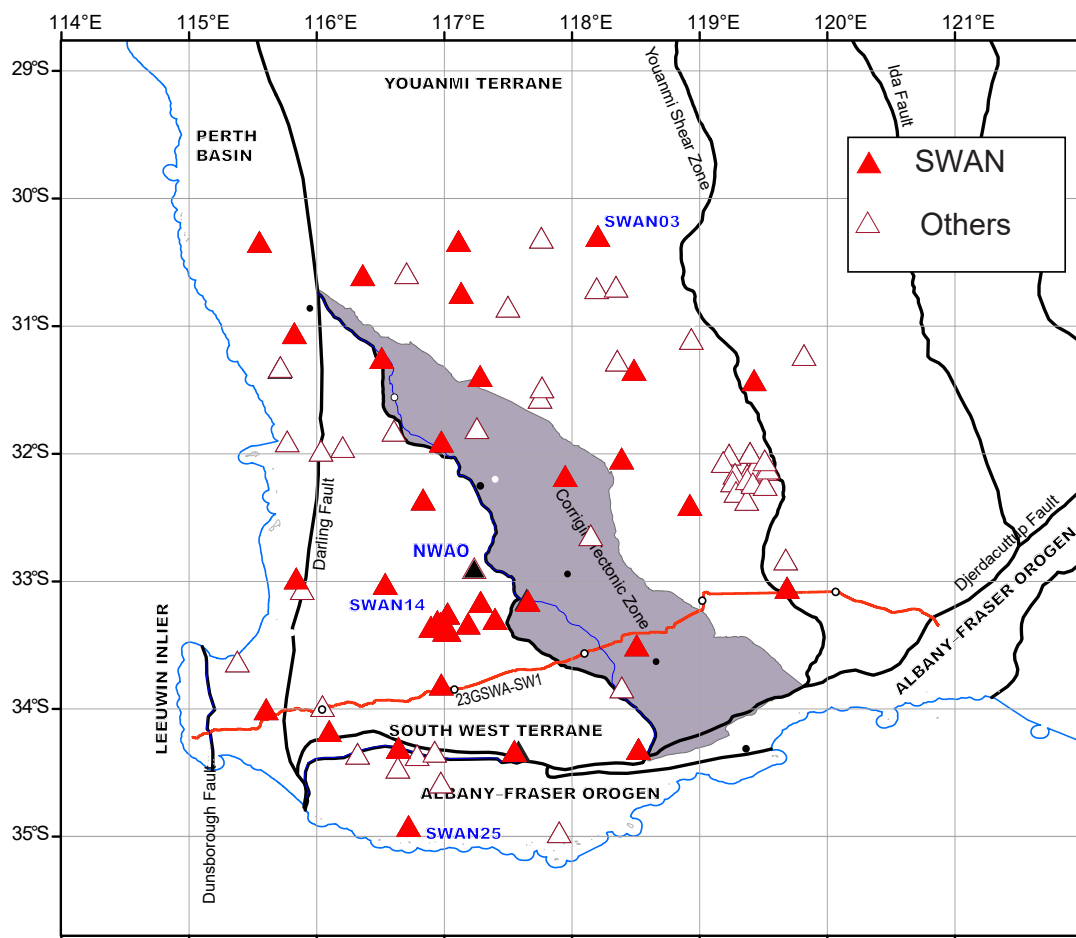 114°E 115°E 116°E 117°E 118°E 119°E 120°E 121°E
29°S
YOUANMI TERRANE
Youanmi Shear Zone
Ida Fault
PERTH
BASIN
SWAN
Others
30°S
SWAN03
31°S
32°S
Darling Fault
Corrigin Tectonic Zone
NWAO
33°S
SWAN14
Djerdacuttup Fault
ALBANY–FRASER OROGEN
LEEUWIN INLIER
23GSWA-SW1
34°S
SOUTH WEST TERRANE
Dunsborough Fault
ALBANY–FRASER OROGEN
35°S
SWAN25